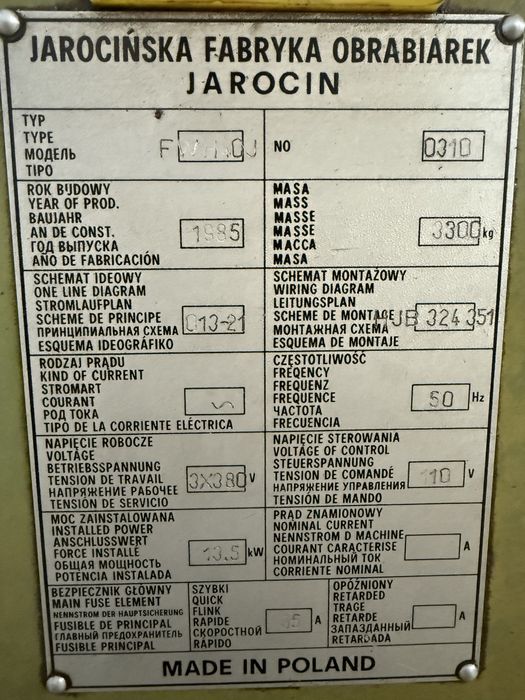 JAROCIŃSKA FABRYKA OBRABIAREK
JAROCIN
TYP
TYPE
МОДЕЛЬ
TIPO
NO
0310
ROK BUDOWY
YEAR OF PROD.
BAUJAHR
AN DE CONST.
ГОД ВЫПУСКА
AÑO DE FABRICACIÓN
1985
MASA
MASS
MASSE
MASSE
МАССА
MASA
3300 kg
SCHEMAT IDEOWY
ONE LINE DIAGRAM
STROMLAUFPLAN
SCHEME DE PRINCIPE
ПРИНЦИПИАЛЬНАЯ СХЕМА
ESQUEMA IDEOGRÁFIKO
013-21
SCHEMAT MONTAŻOWY
WIRING DIAGRAM
LEITUNGSPLAN
SCHEME DE MONTAGE
МОНТАЖНАЯ СХЕМА
ESQUEMA DE MONTAJE
324 351
RODZAJ PRĄDU
KIND OF CURRENT
STROMART
COURANT
РОД ТОКА
TIPO DE LA CORRIENTE ELÉCTRICA
~
CZĘSTOTLIWOŚĆ
FREQENCY
FREQUENZ
FREQUENCE
ЧАСТОТА
FRECUENCIA
50 Hz
NAPIĘCIE ROBOCZE
VOLTAGE
BETRIEBSSPANNUNG
TENSION DE TRAVAIL
НАПРЯЖЕНИЕ РАБОЧЕЕ
TENSIÓN DE SERVICIO
3X380 V
NAPIĘCIE STEROWANIA
VOLTAGE OF CONTROL
STEUERSPANNUNG
TENSION DE COMANDÉ
НАПРЯЖЕНИЕ УПРАВЛЕНИЯ
TENSIÓN DE MANDO
110 V
MOC ZAINSTALOWANA
INSTALLED POWER
ANSCHLUSSWERT
FORCE INSTALLÉ
ОБЩАЯ МОЩНОСТЬ
POTENCIA INSTALADA
13.5 kW
PRĄD ZNAMIONOWY
NOMINAL CURRENT
NENNSTROM D MACHINE
COURANT CARACTERISE
НОМИНАЛЬНЫЙ ТОК
CORRIENTE NOMINAL
A
BEZPIECZNIK GŁÓWNY
MAIN FUSE ELEMENT
NENNSTROM DER HAUPTSICHERUNG
FUSIBLE DE PRINCIPAL
ГЛАВНЫЙ ПРЕДОХРАНИТЕЛЬ
FUSIBLE PRINCIPAL
SZYBKI
QUICK
FLINK
RAPIDE
СКОРОСТНОЙ
RÁPIDO
A
OPÓŹNIONY
RETARDED
TRAGE
RETARDE
ЗАПАЗДАННЫЙ
RETARDADA
A
MADE IN POLAND